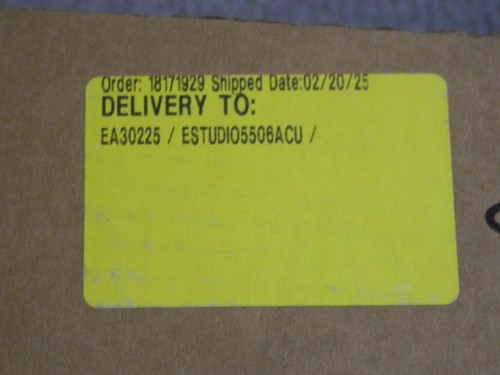 Order: 18171929 Shipped Date:02/20/25
DELIVERY TO:
EA30225 / ESTUDIO5506ACU /